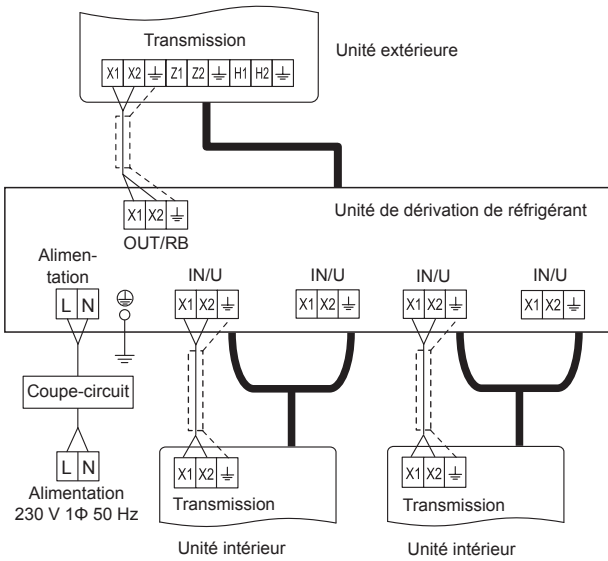 Transmission
Unité extérieure
X1 X2 Z1 Z2 H1 H2
Unité de dérivation de réfrigérant
X1 X2
OUT/RB
Alimen-
tation
L N
IN/U
X1 X2
IN/U
X1 X2
IN/U
X1 X2
IN/U
X1 X2
Coupe-circuit
L N
Alimentation
230 V 1Φ 50 Hz
X1 X2
Transmission
Unité intérieur
X1 X2
Transmission
Unité intérieur